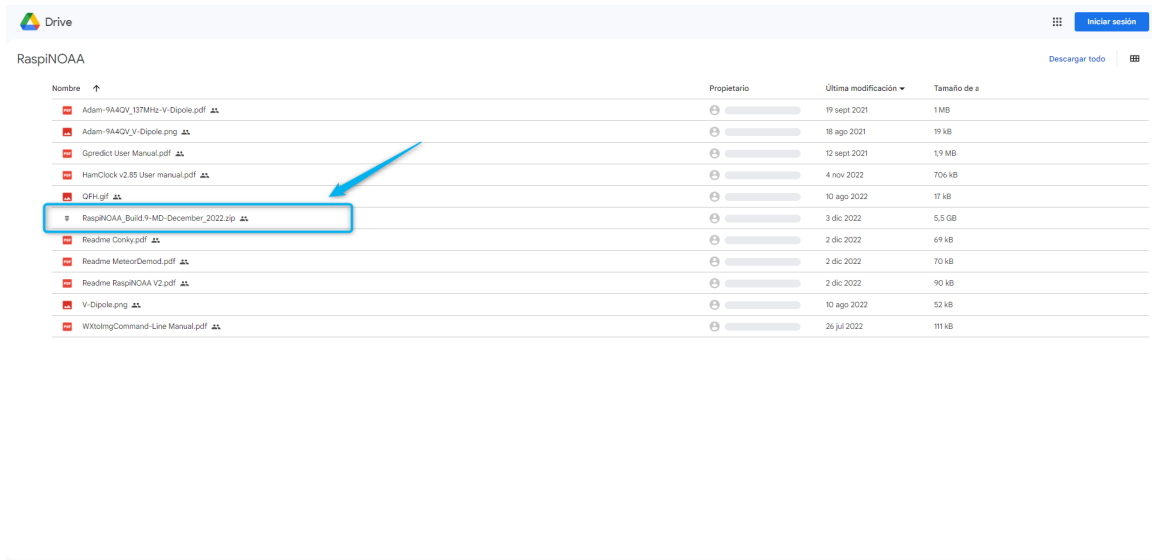 Drive
Iniciar sesión
RaspiNOAA
Descargar todo
Nombre Propietario Última modificación Tamaño de a
Adam-9A4QV_137MHz-V-Dipole.pdf 19 sept 2021 1 MB
Adam-9A4QV_V-Dipole.png 18 ago 2021 19 kB
Gpredict User Manual.pdf 12 sept 2021 1,9 MB
HamClock v2.85 User manual.pdf 4 nov 2022 706 kB
QFH.gif 10 ago 2022 17 kB
RaspiNOAA_Build.9-MD-December_2022.zip 3 dic 2022 5,5 GB
Readme Conky.pdf 2 dic 2022 69 kB
Readme MeteorDemod.pdf 2 dic 2022 70 kB
Readme RaspiNOAA V2.pdf 2 dic 2022 90 kB
V-Dipole.png 10 ago 2022 52 kB
WXtoImgCommand-Line Manual.pdf 26 jul 2022 111 kB